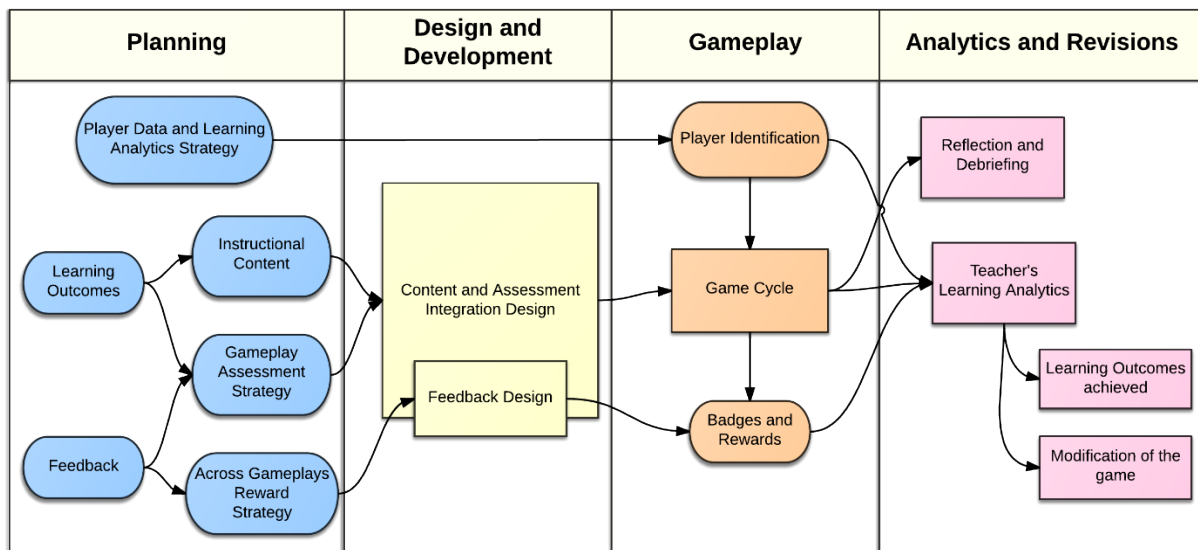 Planning
Design and
Development
Gameplay
Analytics and Revisions
Player Data and Learning
Analytics Strategy
Learning
Outcomes
Instructional
Content
Gameplay
Assessment
Strategy
Feedback
Across Gameplays
Reward
Strategy
Content and Assessment
Integration Design
Feedback Design
Player Identification
Game Cycle
Badges and
Rewards
Reflection and
Debriefing
Teacher's
Learning Analytics
Learning Outcomes
achieved
Modification of the
game